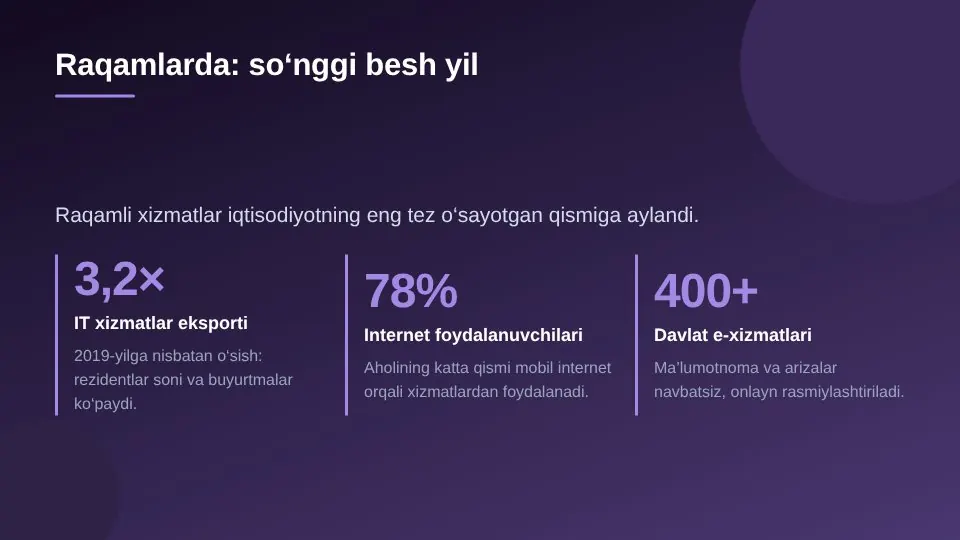 Raqamlarda: so‘nggi besh yil
Raqamli xizmatlar iqtisodiyotning eng tez o‘sayotgan qismiga aylandi.
3,2×
IT xizmatlar eksporti
2019-yilga nisbatan o‘sish:
rezidentlar soni va buyurtmalar
ko‘paydi.
78%
Internet foydalanuvchilari
Aholining katta qismi mobil internet
orqali xizmatlardan foydalanadi.
400+
Davlat e-xizmatlari
Ma’lumotnoma va arizalar
navbatsiz, onlayn rasmiylashtiriladi.